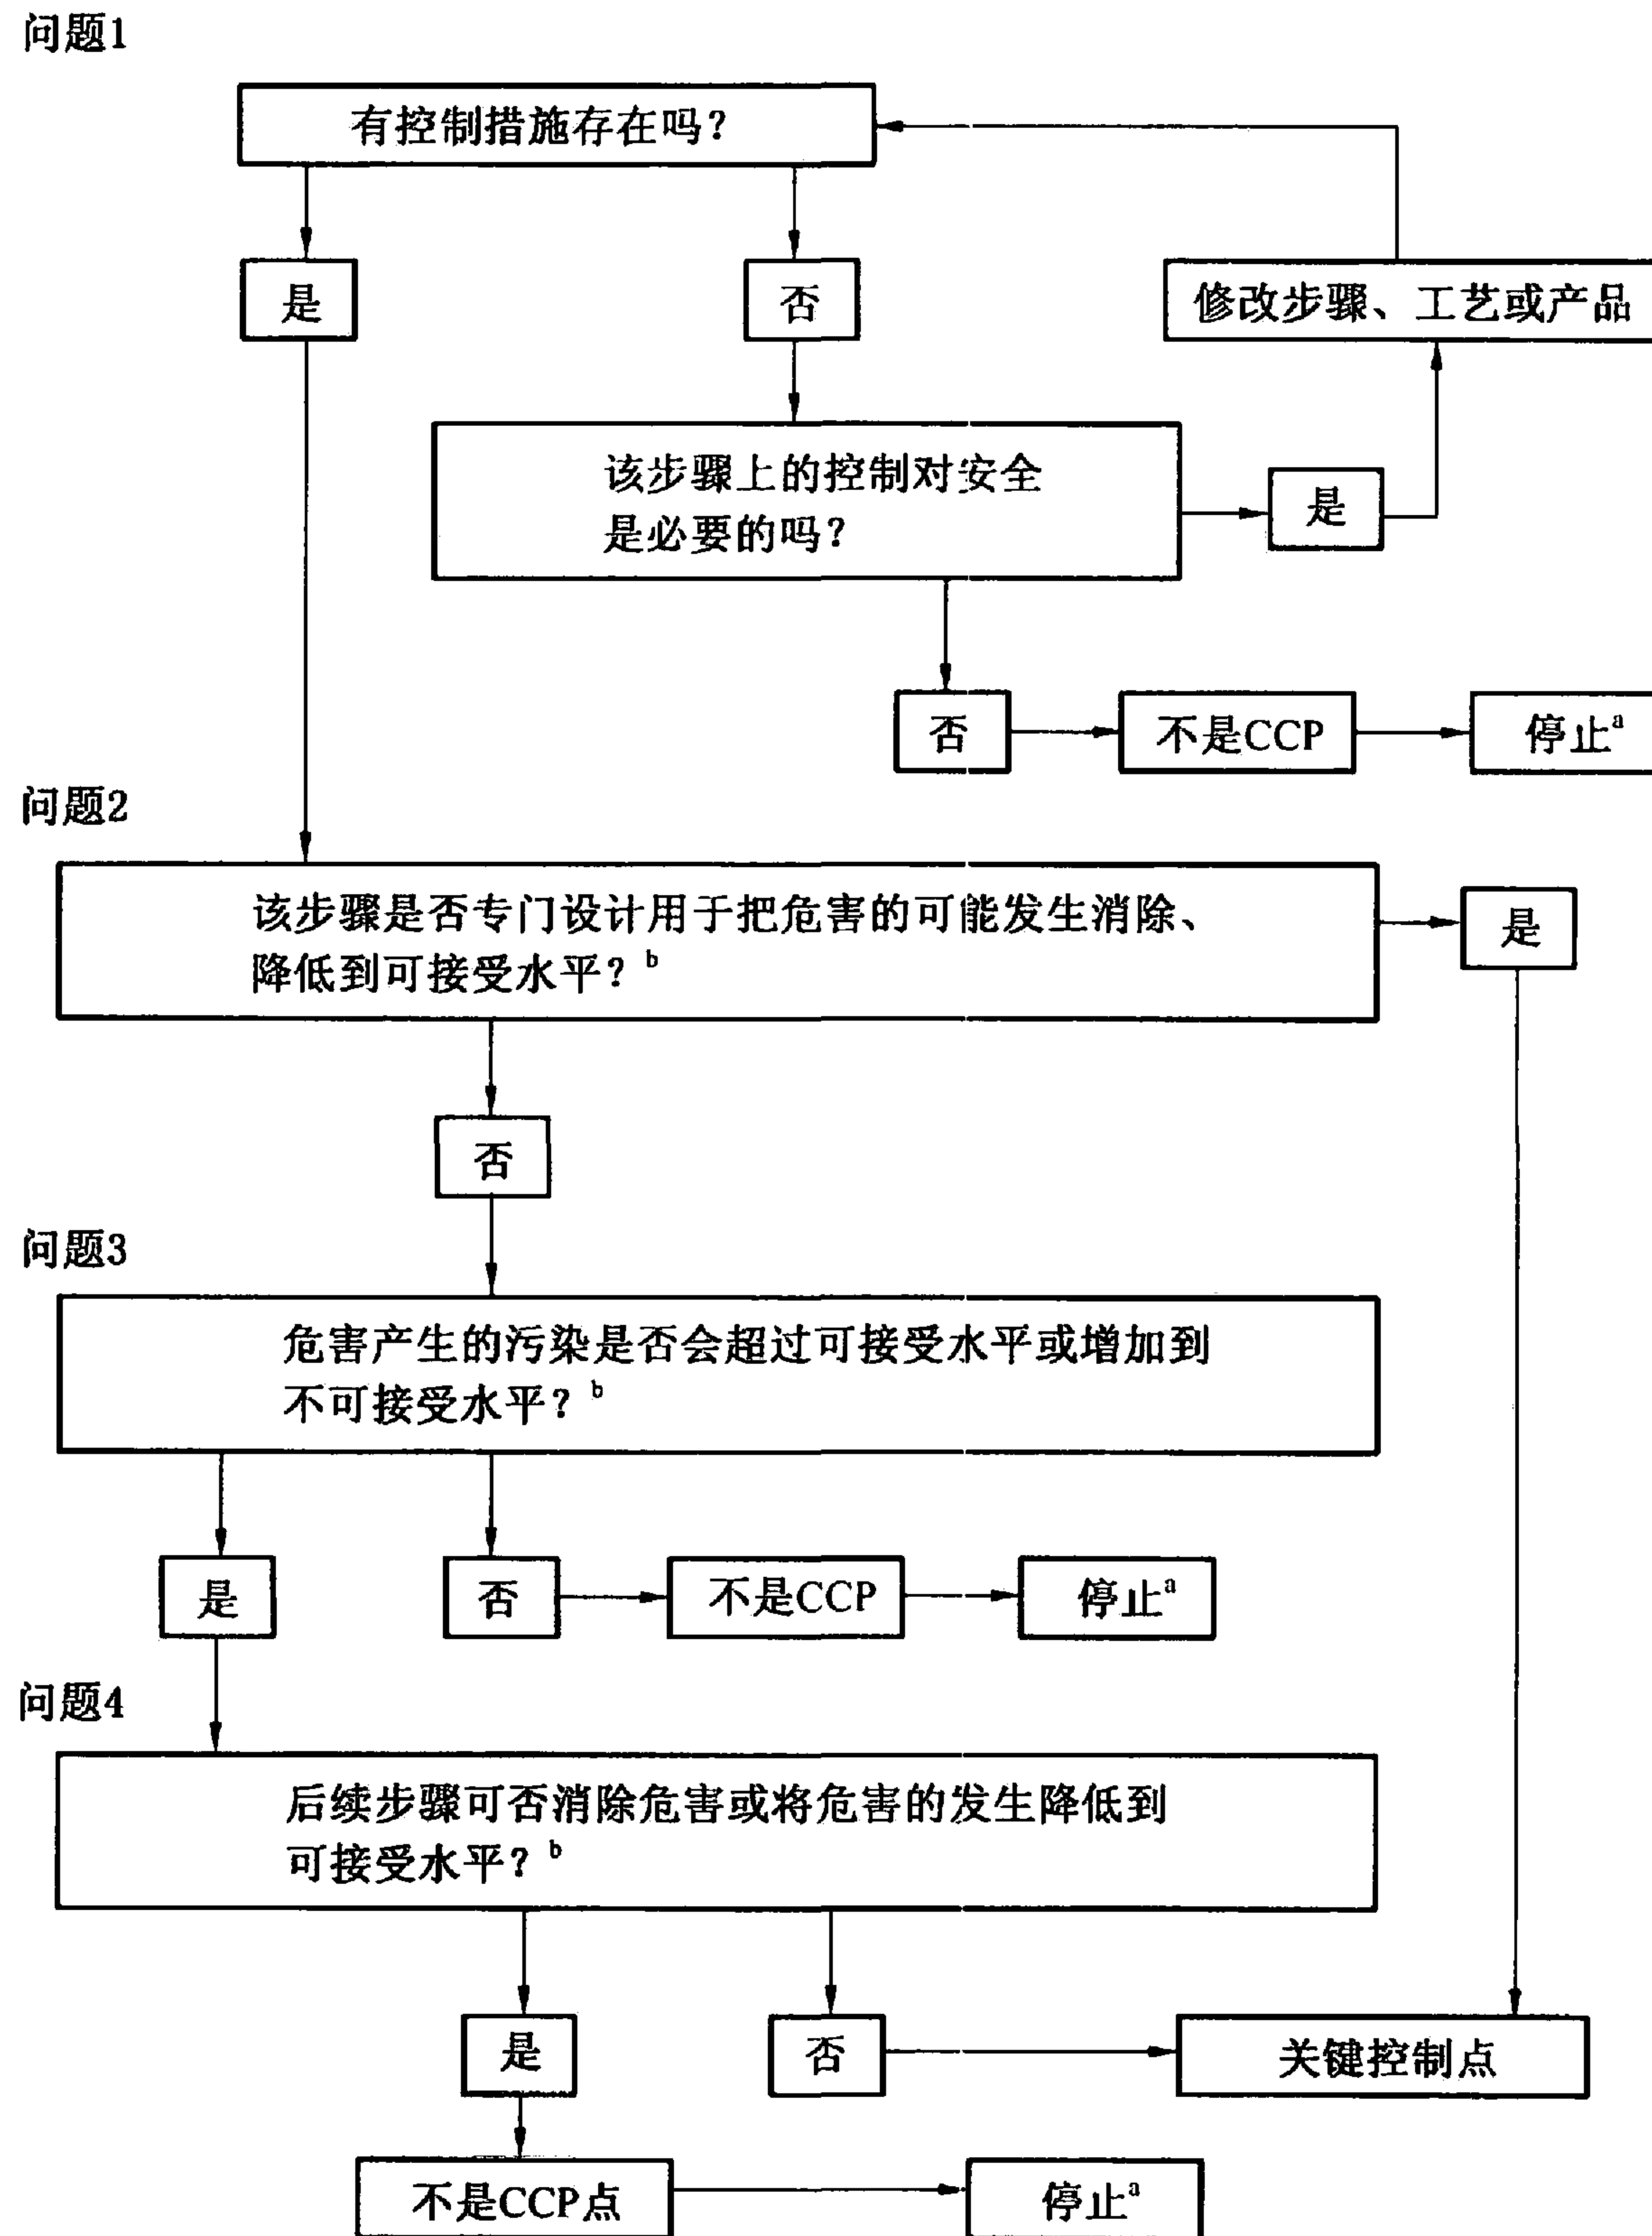 问题1
有控制措施存在吗？
是
否
修改步骤、工艺或产品
该步骤上的控制对安全
是必要的吗？
是
否
不是CCP
停止a
问题2
该步骤是否专门设计用于把危害的可能发生消除、
降低到可接受水平？b
是
否
问题3
危害产生的污染是否会超过可接受水平或增加到
不可接受水平？b
是
否
不是CCP
停止a
问题4
后续步骤可否消除危害或将危害的发生降低到
可接受水平？b
是
否
关键控制点
不是CCP点
停止a